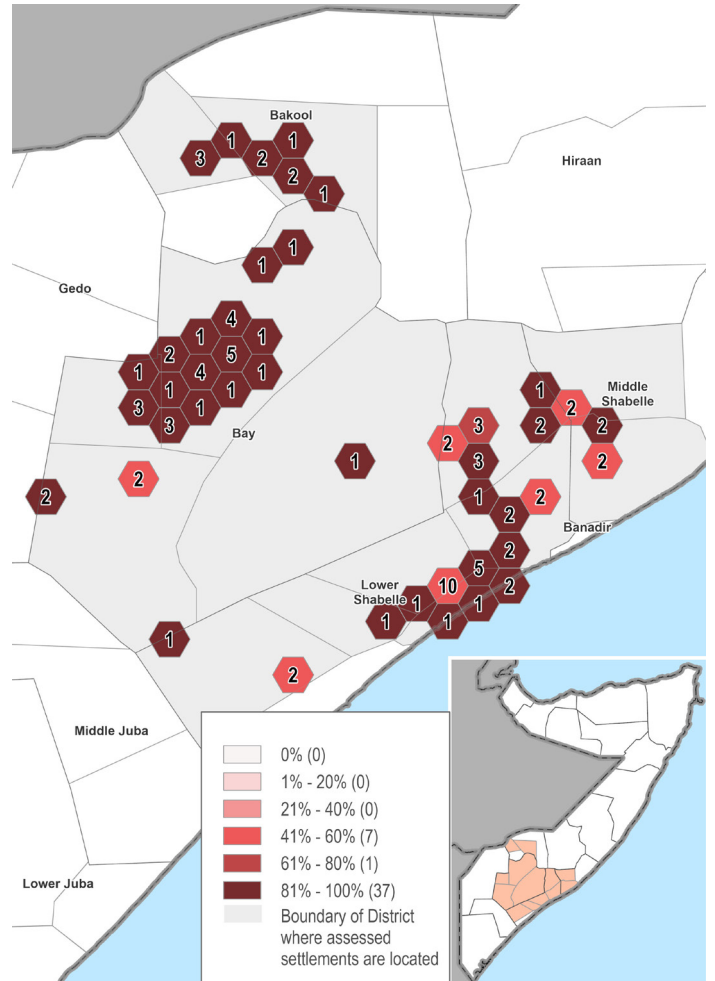 Bakool
1
1
3
2
2
1
Hiraan
1
1
Gedo
4
1
1
2
5
1
4
1
1
1
3
1
3
Bay
1
2
Middle
Shabelle
2
2
3
2
1
3
2
2
2
1
2
2
Banadir
2
5
10
2
Lower
Shabelle
1
1
1
1
1
2
Middle Juba
Lower Juba
0% (0)
1% - 20% (0)
21% - 40% (0)
41% - 60% (7)
61% - 80% (1)
81% - 100% (37)
Boundary of District
where assessed
settlements are located